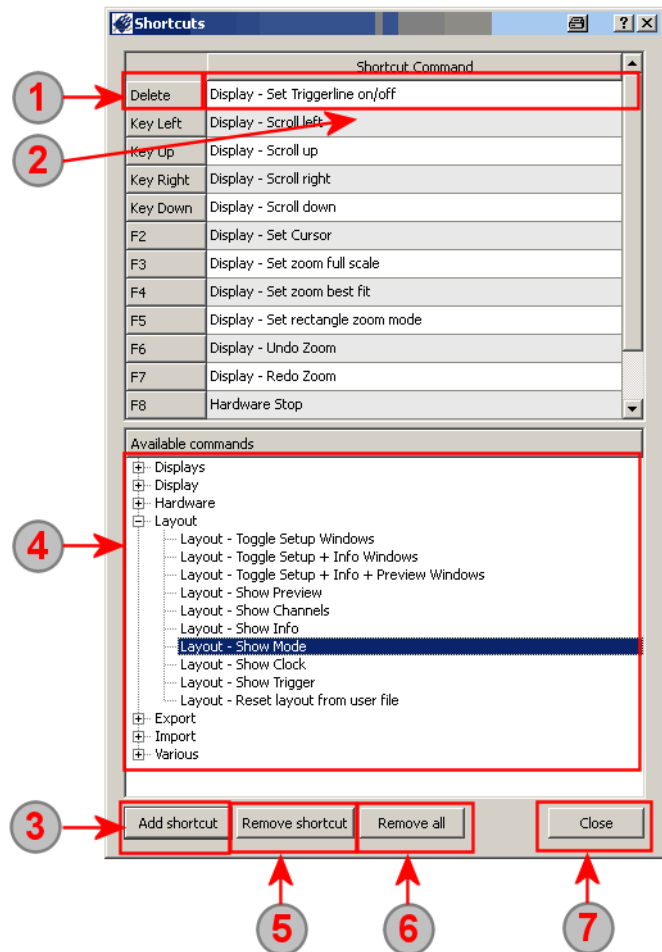 Shortcuts
?
Shortcut Command
1
Delete Display - Set Triggerline on/off
2
Key Left Display - Scroll left
Key Up Display - Scroll up
Key Right Display - Scroll right
Key Down Display - Scroll down
F2 Display - Set Cursor
F3 Display - Set zoom full scale
F4 Display - Set zoom best fit
F5 Display - Set rectangle zoom mode
F6 Display - Undo Zoom
F7 Display - Redo Zoom
F8 Hardware Stop
Available commands
Displays
Display
Hardware
4
Layout
Layout - Toggle Setup Windows
Layout - Toggle Setup + Info Windows
Layout - Toggle Setup + Info + Preview Windows
Layout - Show Preview
Layout - Show Channels
Layout - Show Info
Layout - Show Mode
Layout - Show Clock
Layout - Show Trigger
Layout - Reset layout from user file
Export
Import
Various
3
Add shortcut Remove shortcut Remove all Close
5 6 7